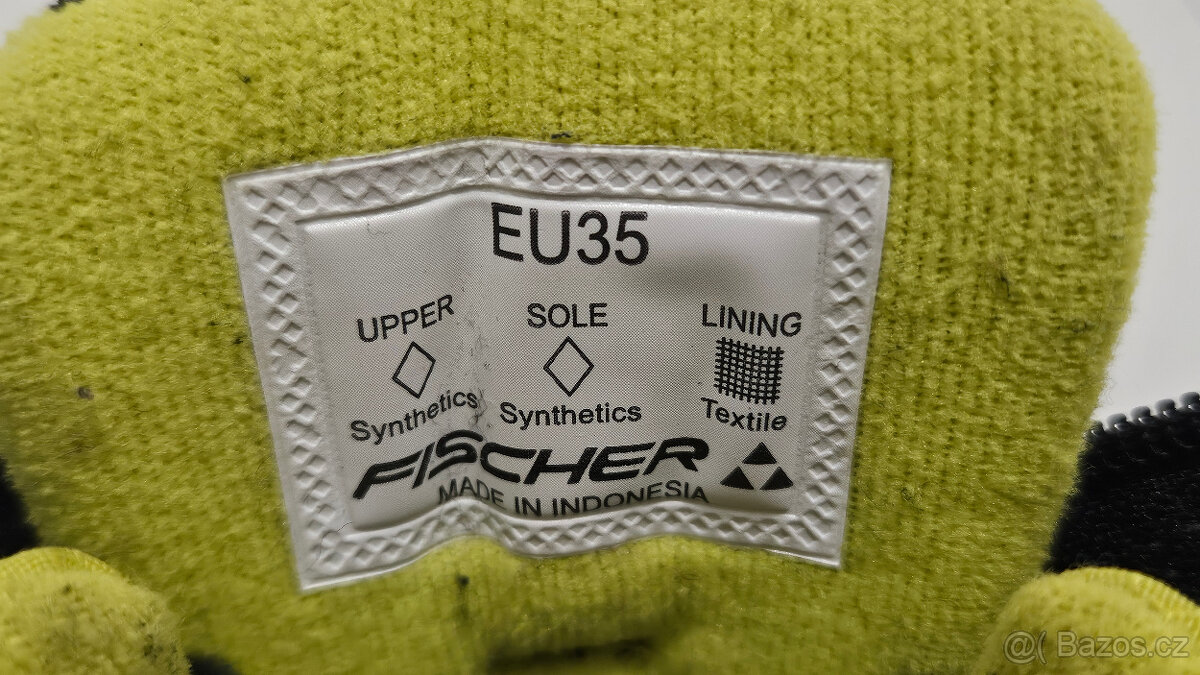 EU35
UPPER SOLE LINING
Synthetics Synthetics Textile
FISCHER
MADE IN INDONESIA
@( Bazos.cz